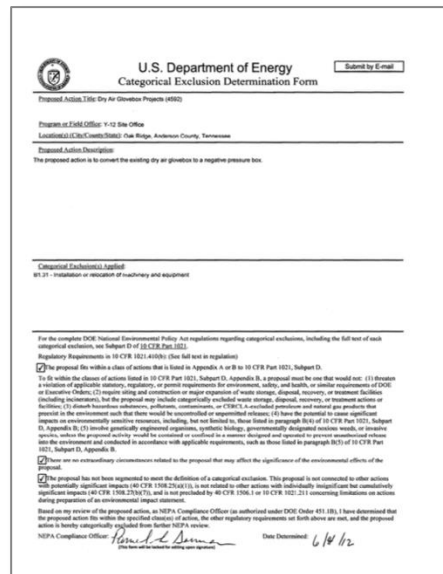 U.S. Department of Energy
Submit by E-mail
Categorical Exclusion Determination Form
Proposed Action Title: Dry Air Glovebox Projects (4592)
Program or Field Office: Y-12 Site Office
Location(s) (City/County/State): Oak Ridge, Anderson County, Tennessee
Proposed Action Description:
The proposed action is to convert the existing dry air glovebox to a negative pressure box.
Categorical Exclusion(s) Applied:
B1.31 - Installation or relocation of machinery and equipment
For the complete DOE National Environmental Policy Act regulations regarding categorical exclusions, including the full text of each
categorical exclusion, see Subpart D of 10 CFR Part 1021.
Regulatory Requirements in 10 CFR 1021.410(b): (See full text in regulation)
The proposal fits within a class of actions that is listed in Appendix A or B to 10 CFR Part 1021, Subpart D.
To fit within the classes of actions listed in 10 CFR Part 1021, Subpart D, Appendix B, a proposal must be one that would not: (1) threaten
a violation of applicable statutory, regulatory, or permit requirements for environment, safety, and health, or similar requirements of DOE
or Executive Orders; (2) require siting and construction or major expansion of waste storage, disposal, recovery, or treatment facilities
(including incinerators), but the proposal may include categorically excluded waste storage, disposal, recovery, or treatment actions or
facilities; (3) disturb hazardous substances, pollutants, contaminants, or CERCLA-excluded petroleum and natural gas products that
preexist in the environment such that there would be uncontrolled or unpermitted releases; (4) have the potential to cause significant
impacts on environmentally sensitive resources, including, but not limited to, those listed in paragraph B(4) of 10 CFR Part 1021, Subpart
D, Appendix B; (5) involve genetically engineered organisms, synthetic biology, governmentally designated noxious weeds, or invasive
species, unless the proposed activity would be contained or confined in a manner designed and operated to prevent unauthorized release
into the environment and conducted in accordance with applicable requirements, such as those listed in paragraph B(5) of 10 CFR Part
1021, Subpart D, Appendix B.
There are no extraordinary circumstances related to the proposal that may affect the significance of the environmental effects of the
proposal.
The proposal has not been segmented to meet the definition of a categorical exclusion. This proposal is not connected to other actions
with potentially significant impacts (40 CFR 1508.25(a)(1)), is not related to other actions with individually insignificant but cumulatively
significant impacts (40 CFR 1508.27(b)(7)), and is not precluded by 40 CFR 1506.1 or 10 CFR 1021.211 concerning limitations on actions
during preparation of an environmental impact statement.
Based on my review of the proposed action, as NEPA Compliance Officer (as authorized under DOE Order 451.1B), I have determined that
the proposed action fits within the specified class(es) of action, the other regulatory requirements set forth above are met, and the proposed
action is hereby categorically excluded from further NEPA review.
NEPA Compliance Officer:
Date Determined: 6/4/12
(This form will be locked for editing upon signature)